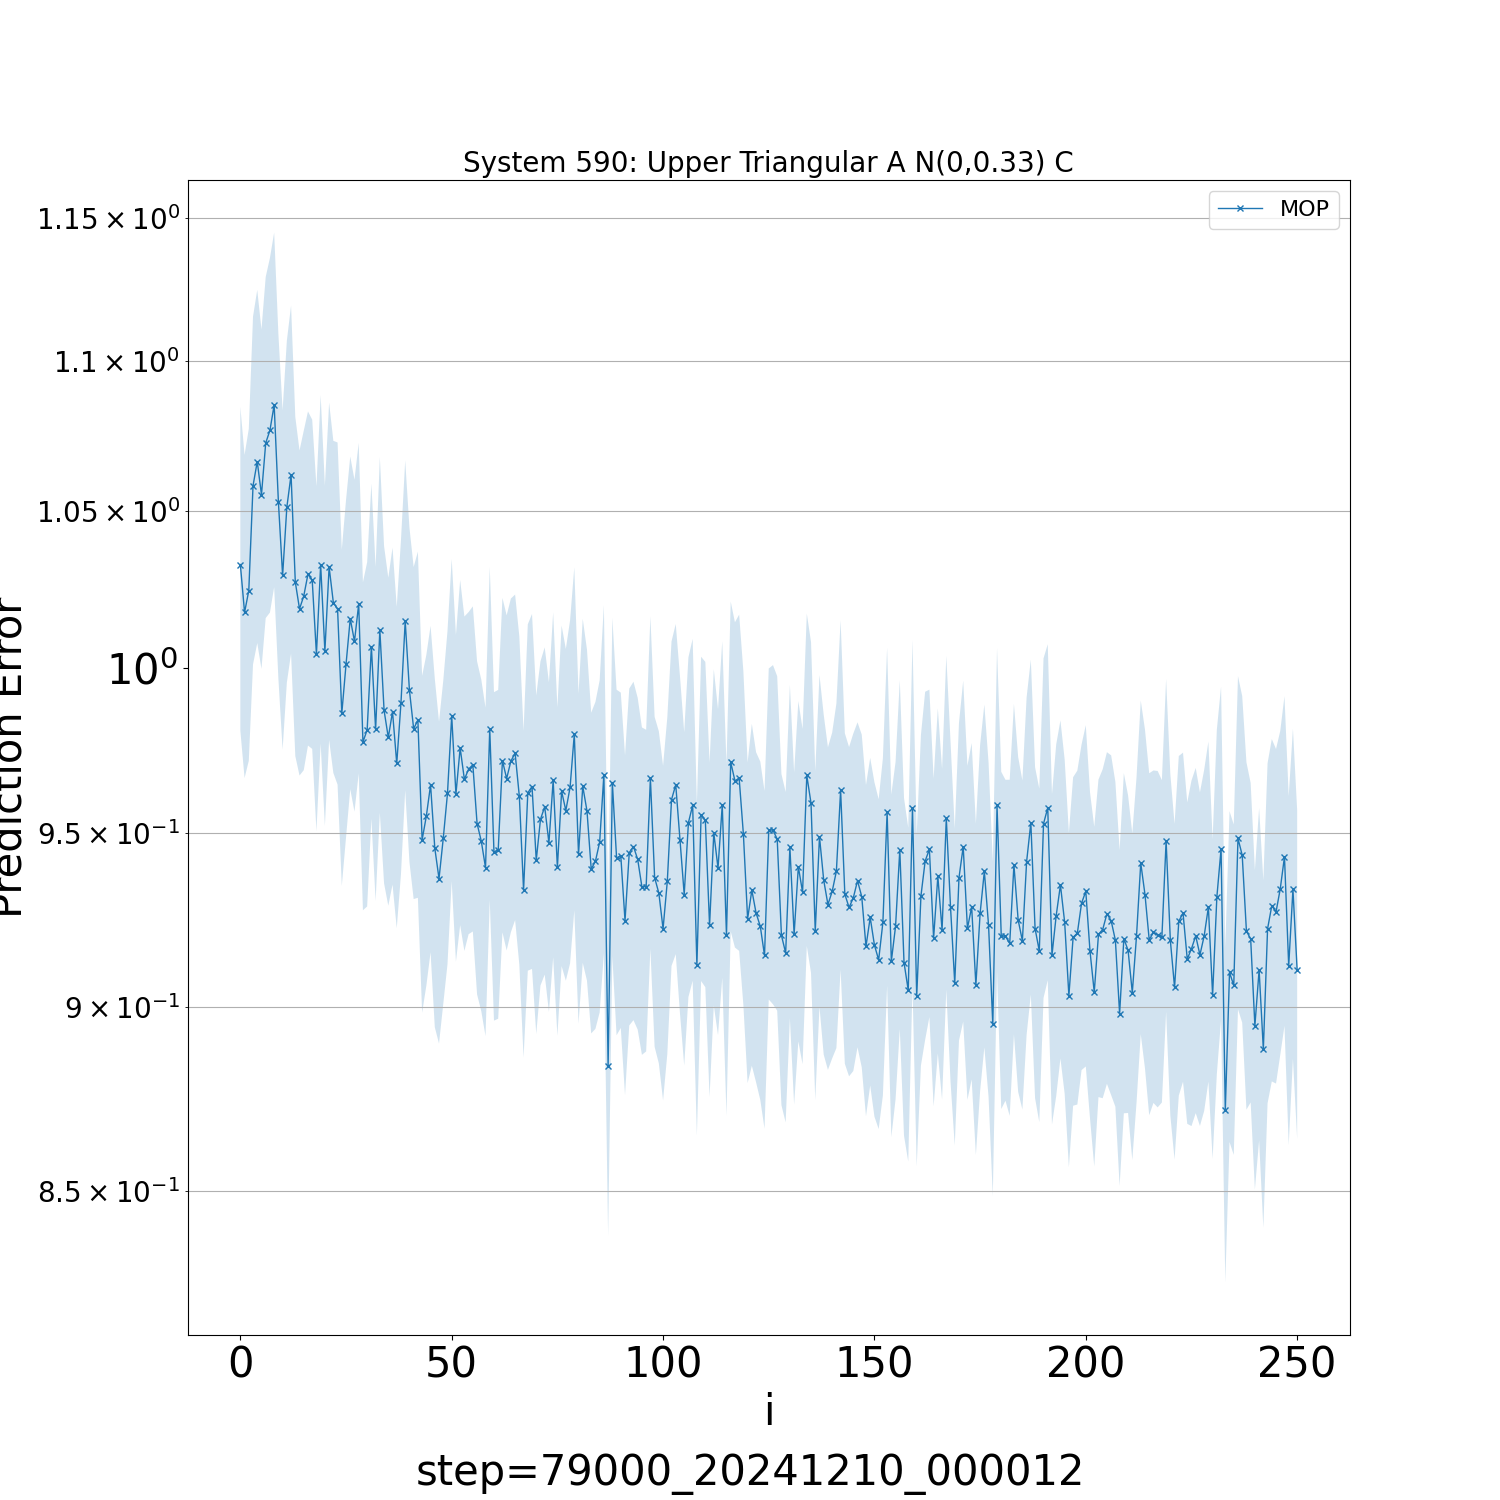 System 590: Upper Triangular A N(0,0.33) C
MOP
1.15 × 10⁰
1.1 × 10⁰
1.05 × 10⁰
10⁰
9.5 × 10⁻¹
9 × 10⁻¹
8.5 × 10⁻¹
Prediction Error
0 50 100 150 200 250
i
step=79000_20241210_000012